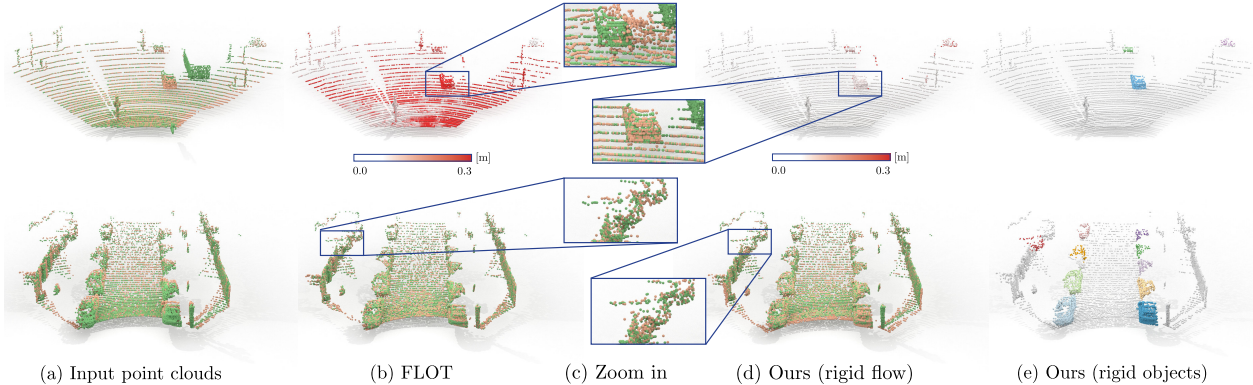 [m]
0.0 0.3
[m]
0.0 0.3
(a) Input point clouds
(b) FLOT
(c) Zoom in
(d) Ours (rigid flow)
(e) Ours (rigid objects)